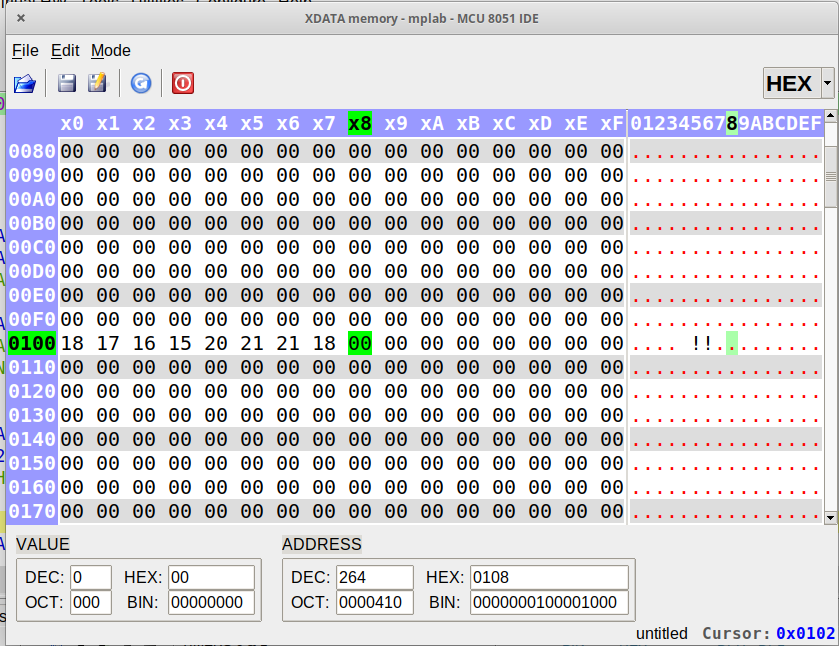 XDATA memory - mplab - MCU 8051 IDE
File Edit Mode
HEX
x0 x1 x2 x3 x4 x5 x6 x7 x8 x9 xA xB xC xD xE xF 0123456789ABCDEF
0080 00 00 00 00 00 00 00 00 00 00 00 00 00 00 00 00 ................
0090 00 00 00 00 00 00 00 00 00 00 00 00 00 00 00 00 ................
00A0 00 00 00 00 00 00 00 00 00 00 00 00 00 00 00 00 ................
00B0 00 00 00 00 00 00 00 00 00 00 00 00 00 00 00 00 ................
00C0 00 00 00 00 00 00 00 00 00 00 00 00 00 00 00 00 ................
00D0 00 00 00 00 00 00 00 00 00 00 00 00 00 00 00 00 ................
00E0 00 00 00 00 00 00 00 00 00 00 00 00 00 00 00 00 ................
00F0 00 00 00 00 00 00 00 00 00 00 00 00 00 00 00 00 ................
0100 18 17 16 15 20 21 21 18 00 00 00 00 00 00 00 00 .... !! ........
0110 00 00 00 00 00 00 00 00 00 00 00 00 00 00 00 00 ................
0120 00 00 00 00 00 00 00 00 00 00 00 00 00 00 00 00 ................
0130 00 00 00 00 00 00 00 00 00 00 00 00 00 00 00 00 ................
0140 00 00 00 00 00 00 00 00 00 00 00 00 00 00 00 00 ................
0150 00 00 00 00 00 00 00 00 00 00 00 00 00 00 00 00 ................
0160 00 00 00 00 00 00 00 00 00 00 00 00 00 00 00 00 ................
0170 00 00 00 00 00 00 00 00 00 00 00 00 00 00 00 00 ................
VALUE ADDRESS
DEC: 0 HEX: 00 DEC: 264 HEX: 0108
OCT: 000 BIN: 00000000 OCT: 0000410 BIN: 0000000100001000
untitled Cursor: 0x0102